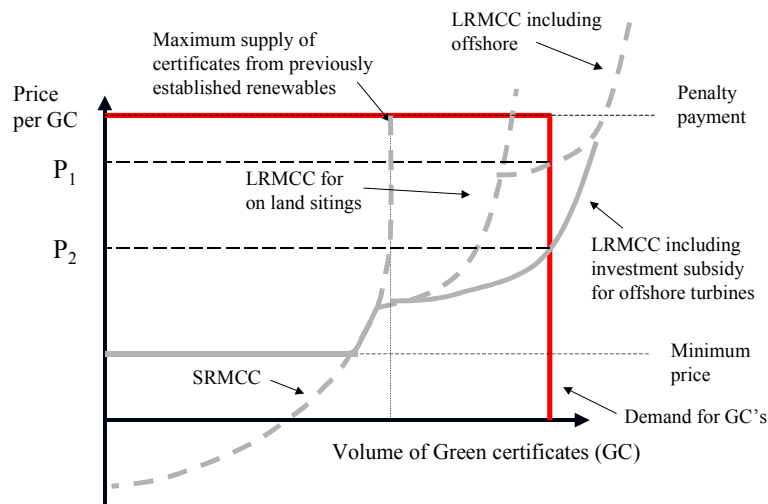 LRMCC including
offshore
Maximum supply of
certificates from previously
established renewables
Price
per GC
Penalty
payment
P1
LRMCC for
on land sitings
P2
LRMCC including
investment subsidy
for offshore turbines
Minimum
price
SRMCC
Demand for GC’s
Volume of Green certificates (GC)